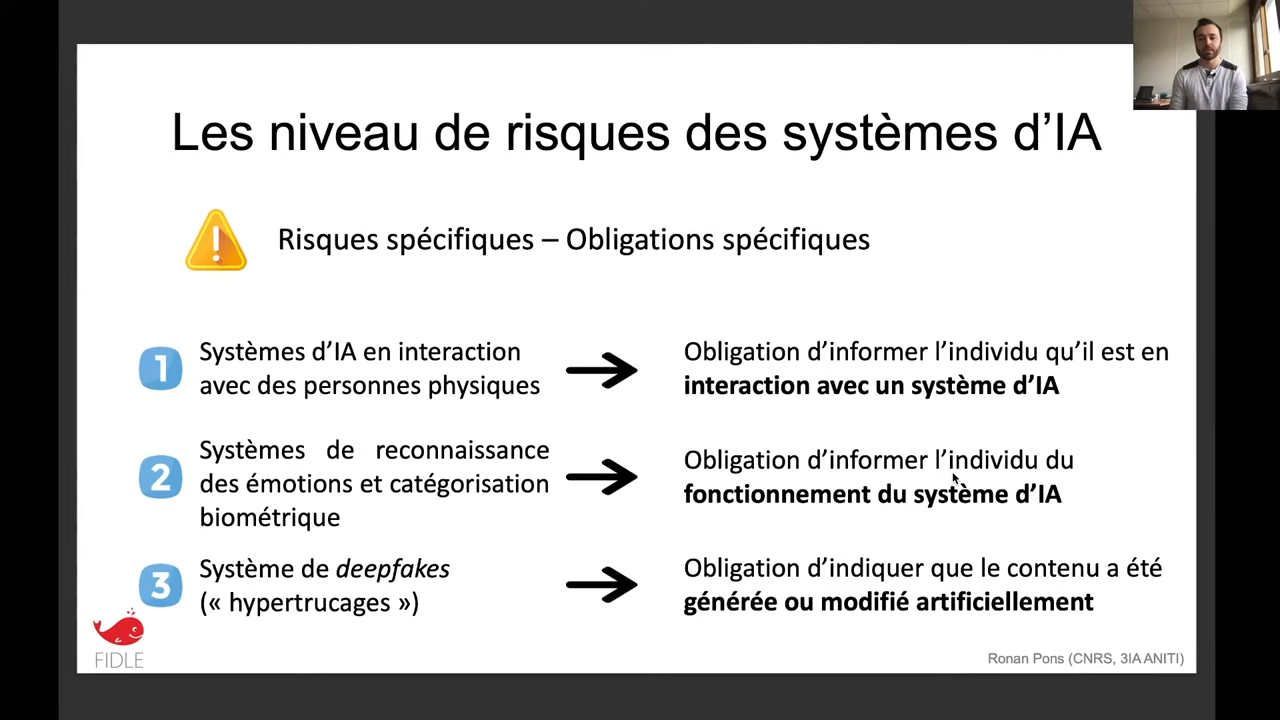 Les niveau de risques des systèmes d’IA
Risques spécifiques – Obligations spécifiques
1
Systèmes d’IA en interaction
avec des personnes physiques
Obligation d’informer l’individu qu’il est en
interaction avec un système d’IA
2
Systèmes de reconnaissance
des émotions et catégorisation
biométrique
Obligation d’informer l’individu du
fonctionnement du système d’IA
3
Système de deepfakes
(« hypertrucages »)
Obligation d’indiquer que le contenu a été
générée ou modifié artificiellement
FIDLE
Ronan Pons (CNRS, 3IA ANITI)